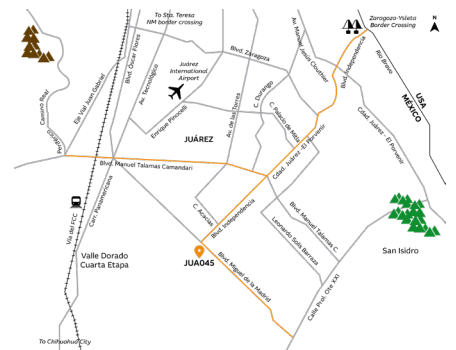 To Sta. Teresa
NM border crossing
Zaragoza-Ysleta
Border Crossing
N
Av. Manuel Jesús Clouthier
Blvd. Independencia
Río Bravo
USA
MÉXICO
Blvd. Óscar Flores
Av. Tecnológico
Blvd. Zaragoza
Juárez
International
Airport
Eje Vial Juan Gabriel
Camino Real
Periférico
Enrique Pinocelli
Av. de las Torres
C. Durango
C. Palacio de Mitla
Cdad. Juárez - El Porvenir
Cdad. Juárez - El Porvenir
JUÁREZ
Blvd. Manuel Talamas Camandari
Carr. Panamericana
Vía del FCC
C. Acacias
Blvd. Independencia
Blvd. Manuel Talamas C.
Leonardo Solis Barraza
San Isidro
Valle Dorado
Cuarta Etapa
JUA045
Blvd. Miguel de la Madrid
Calle Prol. Ote. XXI
To Chihuahua City